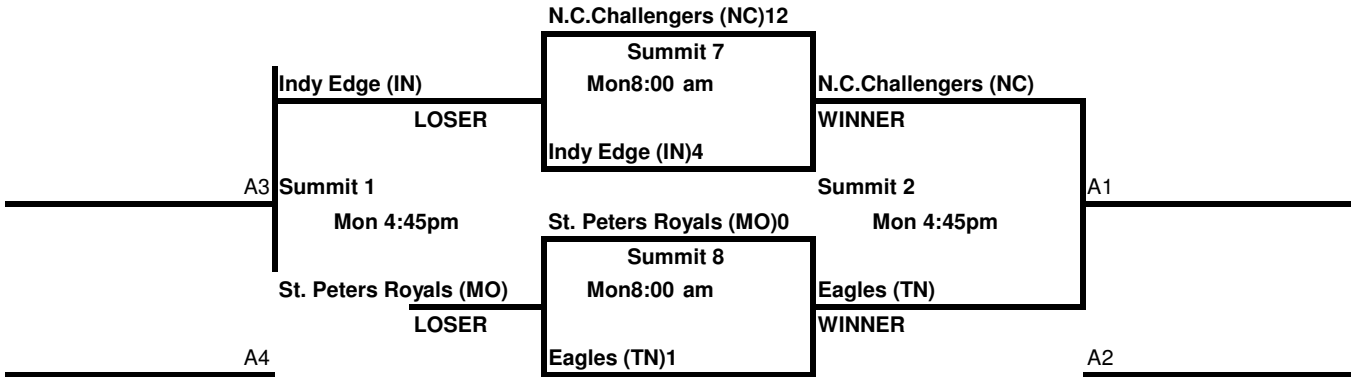 N.C.Challengers (NC)12
Summit 7
Indy Edge (IN)
Mon8:00 am
N.C.Challengers (NC)
LOSER
WINNER
Indy Edge (IN)4
A3
Summit 1
Summit 2
A1
Mon 4:45pm
St. Peters Royals (MO)0
Mon 4:45pm
Summit 8
St. Peters Royals (MO)
Mon8:00 am
Eagles (TN)
LOSER
WINNER
A4
Eagles (TN)1
A2